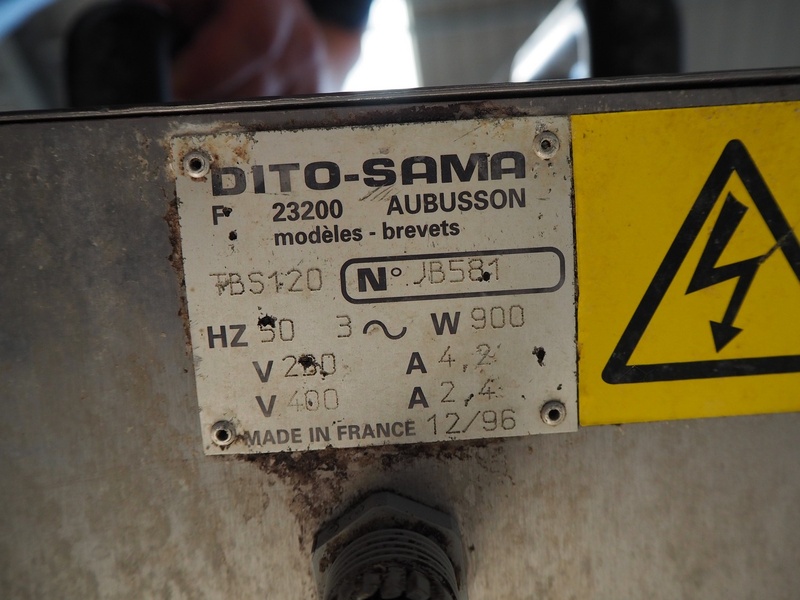 DITO-SAMA
F 23200 AUBUSSON
modèles - brevets
TBS120 N° JB581
HZ 50 3 ~ W 900
V 230 A 4,2
V 400 A 2,4
MADE IN FRANCE 12/96